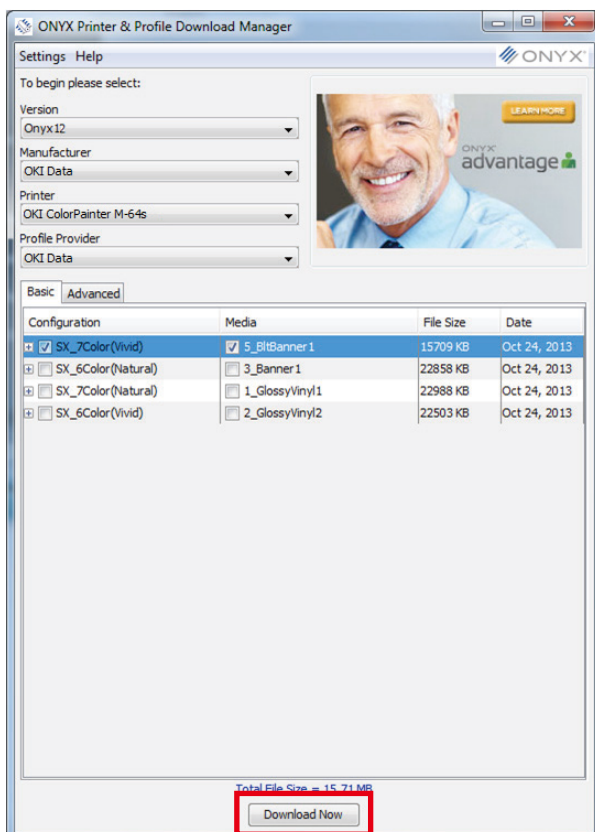 ONYX Printer & Profile Download Manager
Settings Help
ONYX
To begin please select:
Version
Onyx12
Manufacturer
OKI Data
Printer
OKI ColorPainter M-64s
Profile Provider
OKI Data
LEARN MORE
ONYX
advantage
Basic Advanced
Configuration Media File Size Date
SX_7Color(Vivid) 5_BltBanner1 15709 KB Oct 24, 2013
SX_6Color(Natural) 3_Banner1 22858 KB Oct 24, 2013
SX_7Color(Natural) 1_GlossyVinyl1 22988 KB Oct 24, 2013
SX_6Color(Vivid) 2_GlossyVinyl2 22503 KB Oct 24, 2013
Total File Size = 15.71 MB
Download Now